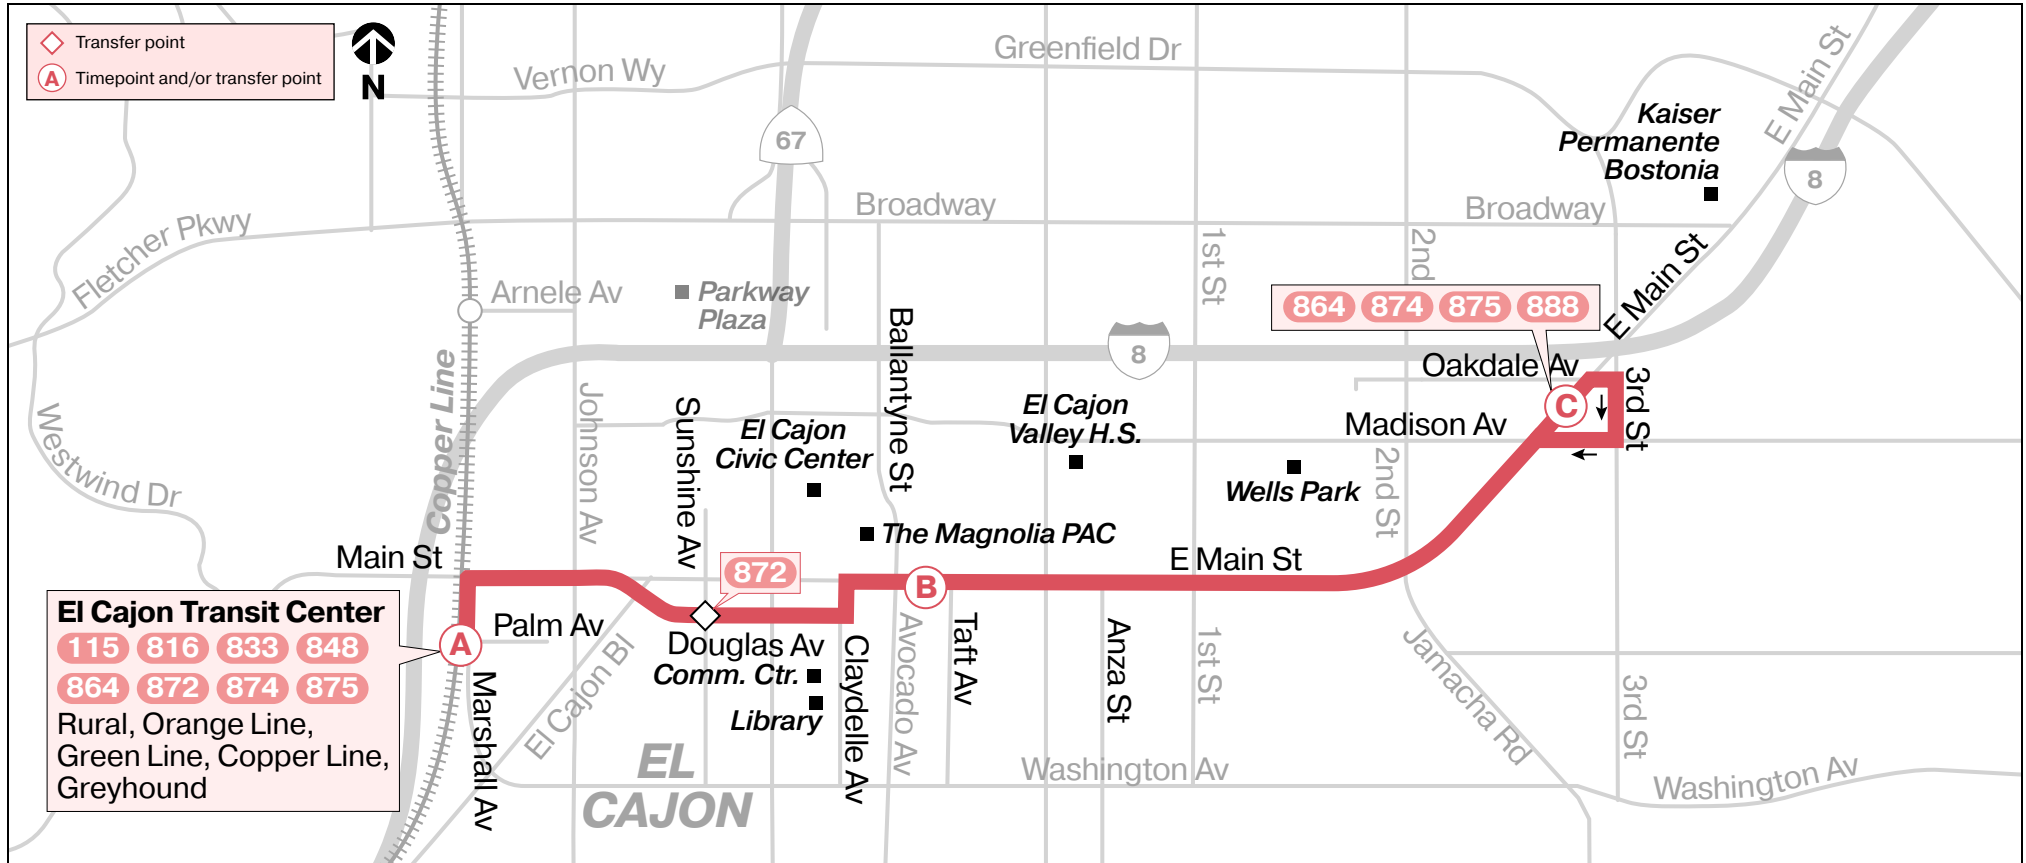 Transfer point
A
Timepoint and/or transfer point
N
Vernon Wy
Greenfield Dr
E Main St
67
Kaiser
Permanente
Bostonia
8
Fletcher Pkwy
Broadway
Broadway
1st St
2nd
E Main St
Arnele Av
Parkway
Plaza
864 874 875 888
Ballantyne St
8
Oakdale Av
3rd St
Copper Line
Johnson Av
Sunshine Av
El Cajon
Civic Center
El Cajon
Valley H.S.
C
Madison Av
Westwind Dr
2nd St
Wells Park
The Magnolia PAC
Main St
872
E Main St
B
El Cajon Transit Center
115 816 833 848
864 872 874 875
Rural, Orange Line,
Green Line, Copper Line,
Greyhound
A
Palm Av
Douglas Av
Comm. Ctr.
Library
Marshall Av
El Cajon Bl
Claydelle Av
Avocado Av
Taft Av
Anza St
1st St
Jamacha Rd
3rd St
EL
CAJON
Washington Av
Washington Av